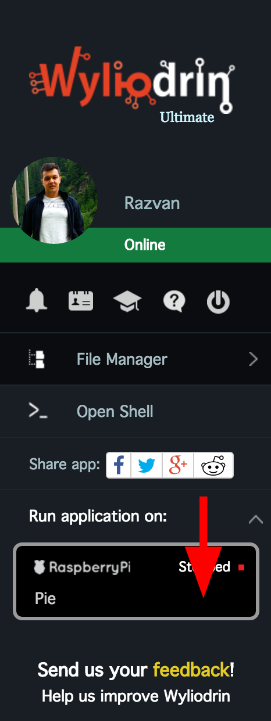 Wyliodrin
Ultimate
Razvan
Online
File Manager
Open Shell
Share app: f g+
Run application on:
RaspberryPi
Pie
Send us your feedback!
Help us improve Wyliodrin